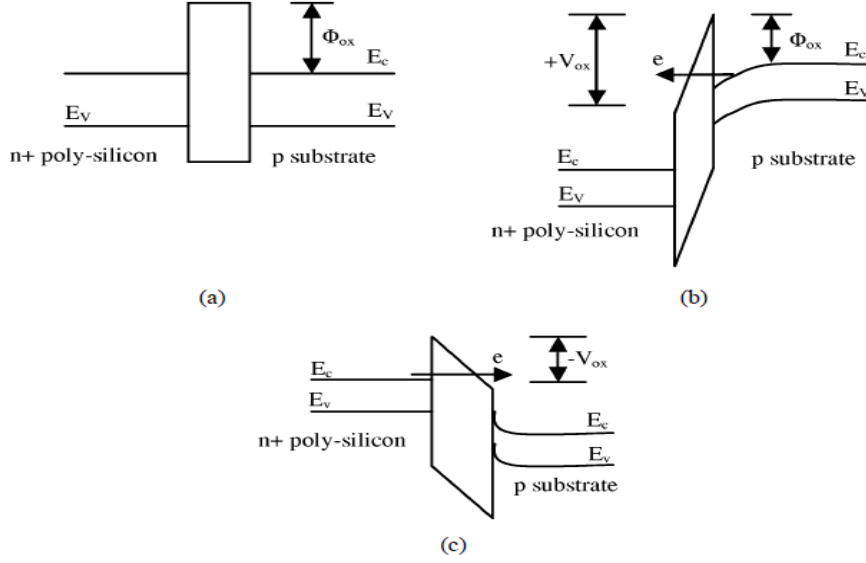 Φox
Ec
EV
EV
n+ poly-silicon
p substrate
(a)
+Vox
e
Φox
Ec
EV
p substrate
Ec
EV
n+ poly-silicon
(b)
e
-Vox
Ec
Ev
n+ poly-silicon
Ec
Ev
p substrate
(c)